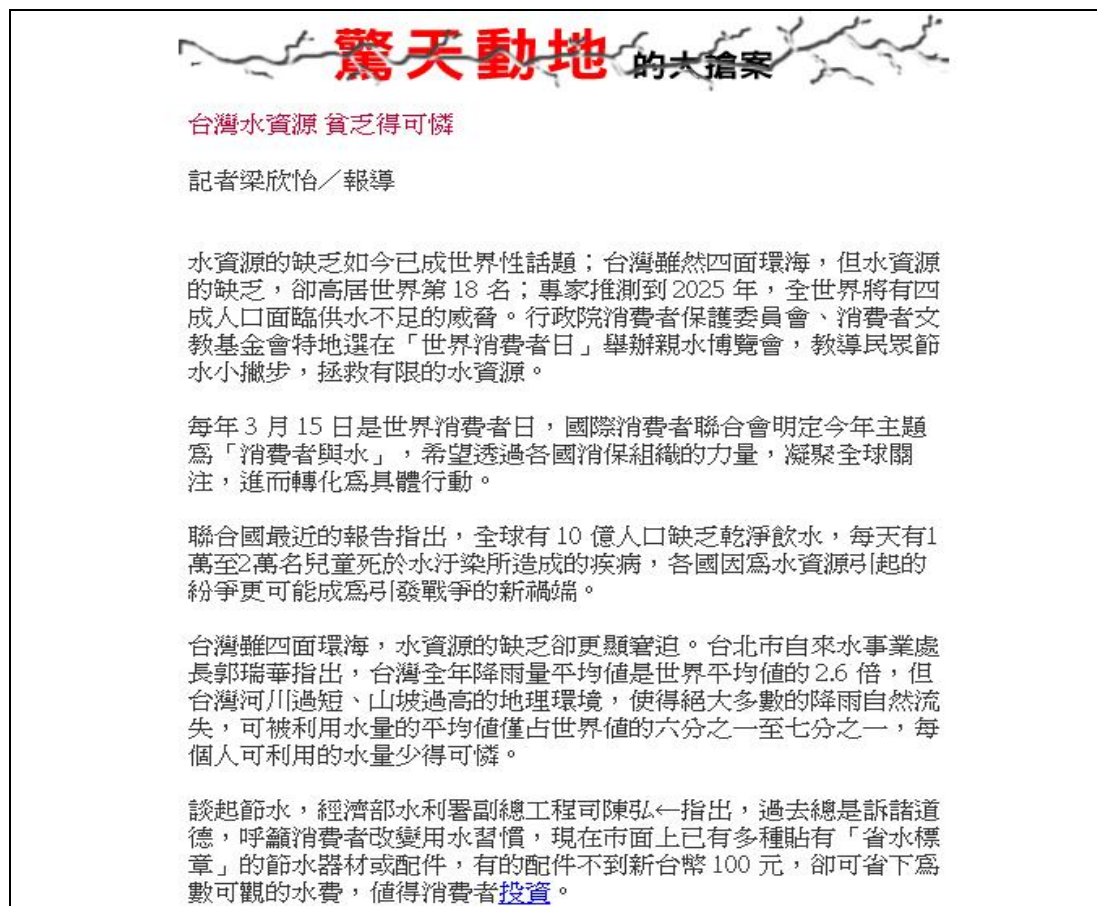 驚天動地的大搶案
台灣水資源 貧乏得可憐
記者梁欣怡／報導
水資源的缺乏如今已成世界性話題；台灣雖然四面環海，但水資源
的缺乏，卻高居世界第 18 名；專家推測到 2025 年，全世界將有四
成人口面臨供水不足的威脅。行政院消費者保護委員會、消費者文
教基金會特地選在「世界消費者日」舉辦親水博覽會，教導民眾節
水小撇步，拯救有限的水資源。
每年 3 月 15 日是世界消費者日，國際消費者聯合會明定今年主題
為「消費者與水」，希望透過各國消保組織的力量，凝聚全球關
注，進而轉化為具體行動。
聯合國最近的報告指出，全球有 10 億人口缺乏乾淨飲水，每天有1
萬至2萬名兒童死於水汙染所造成的疾病，各國因為水資源引起的
紛爭更可能成為引發戰爭的新禍端。
台灣雖四面環海，水資源的缺乏卻更顯窘迫。台北市自來水事業處
長郭瑞華指出，台灣全年降雨量平均值是世界平均值的 2.6 倍，但
台灣河川過短、山坡過高的地理環境，使得絕大多數的降雨自然流
失，可被利用水量的平均值僅占世界值的六分之一至七分之一，每
個人可利用的水量少得可憐。
談起節水，經濟部水利署副總工程司陳弘←指出，過去總是訴諸道
德，呼籲消費者改變用水習慣，現在市面上已有多種貼有「省水標
章」的節水器材或配件，有的配件不到新台幣 100 元，卻可省下為
數可觀的水費，值得消費者投資。